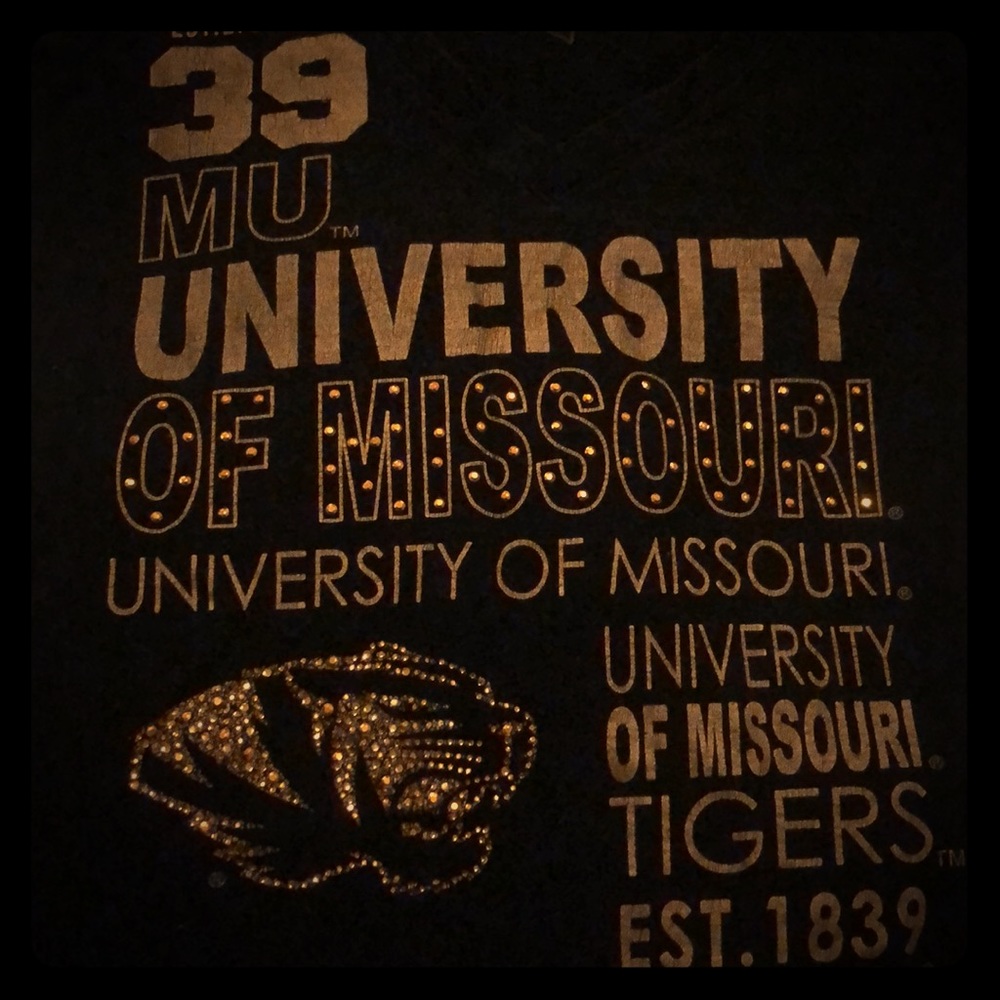 39
MU™
UNIVERSITY
OF MISSOURI®
UNIVERSITY OF MISSOURI®
UNIVERSITY
OF MISSOURI®
TIGERS™
EST.1839
®